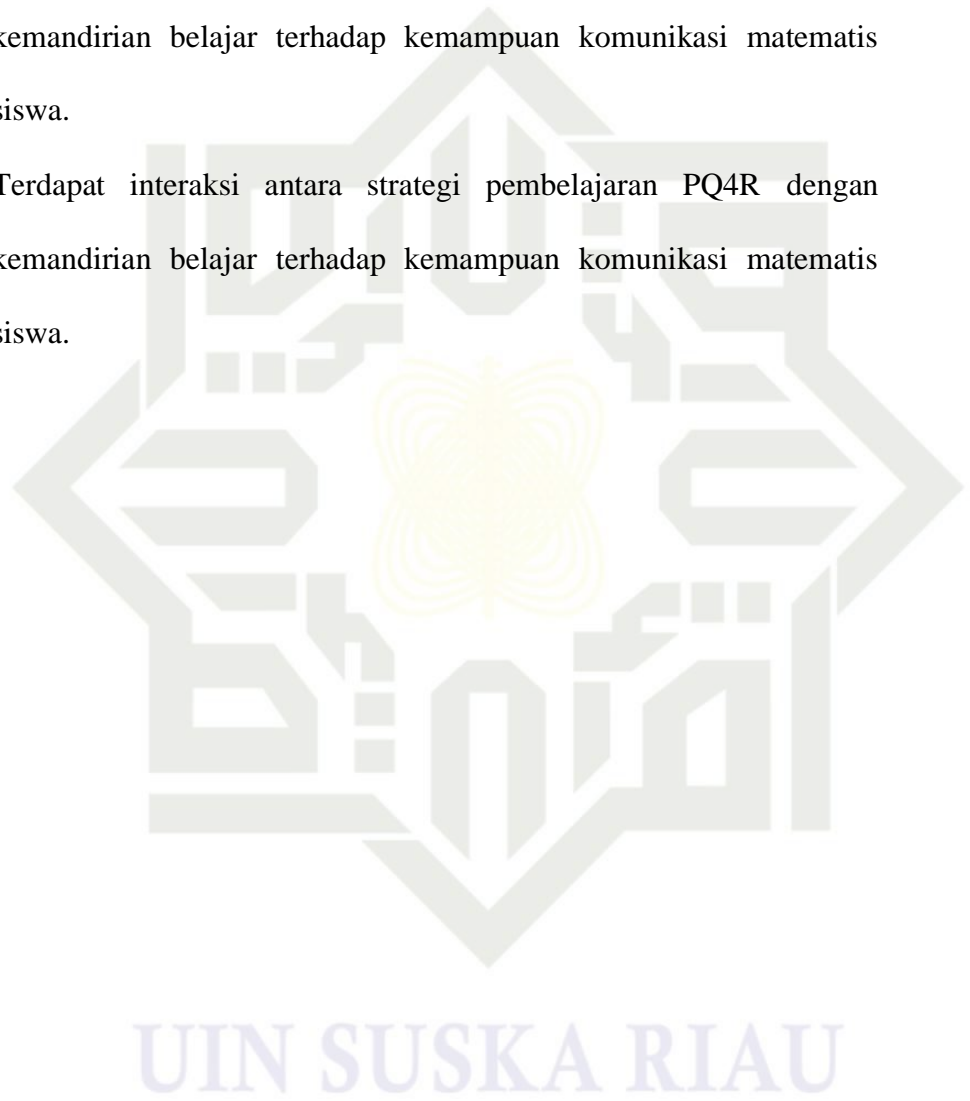 kemandirian belajar terhadap kemampuan komunikasi matematis
siswa.
Terdapat interaksi antara strategi pembelajaran PQ4R dengan
kemandirian belajar terhadap kemampuan komunikasi matematis
siswa.
UIN SUSKA RIAU